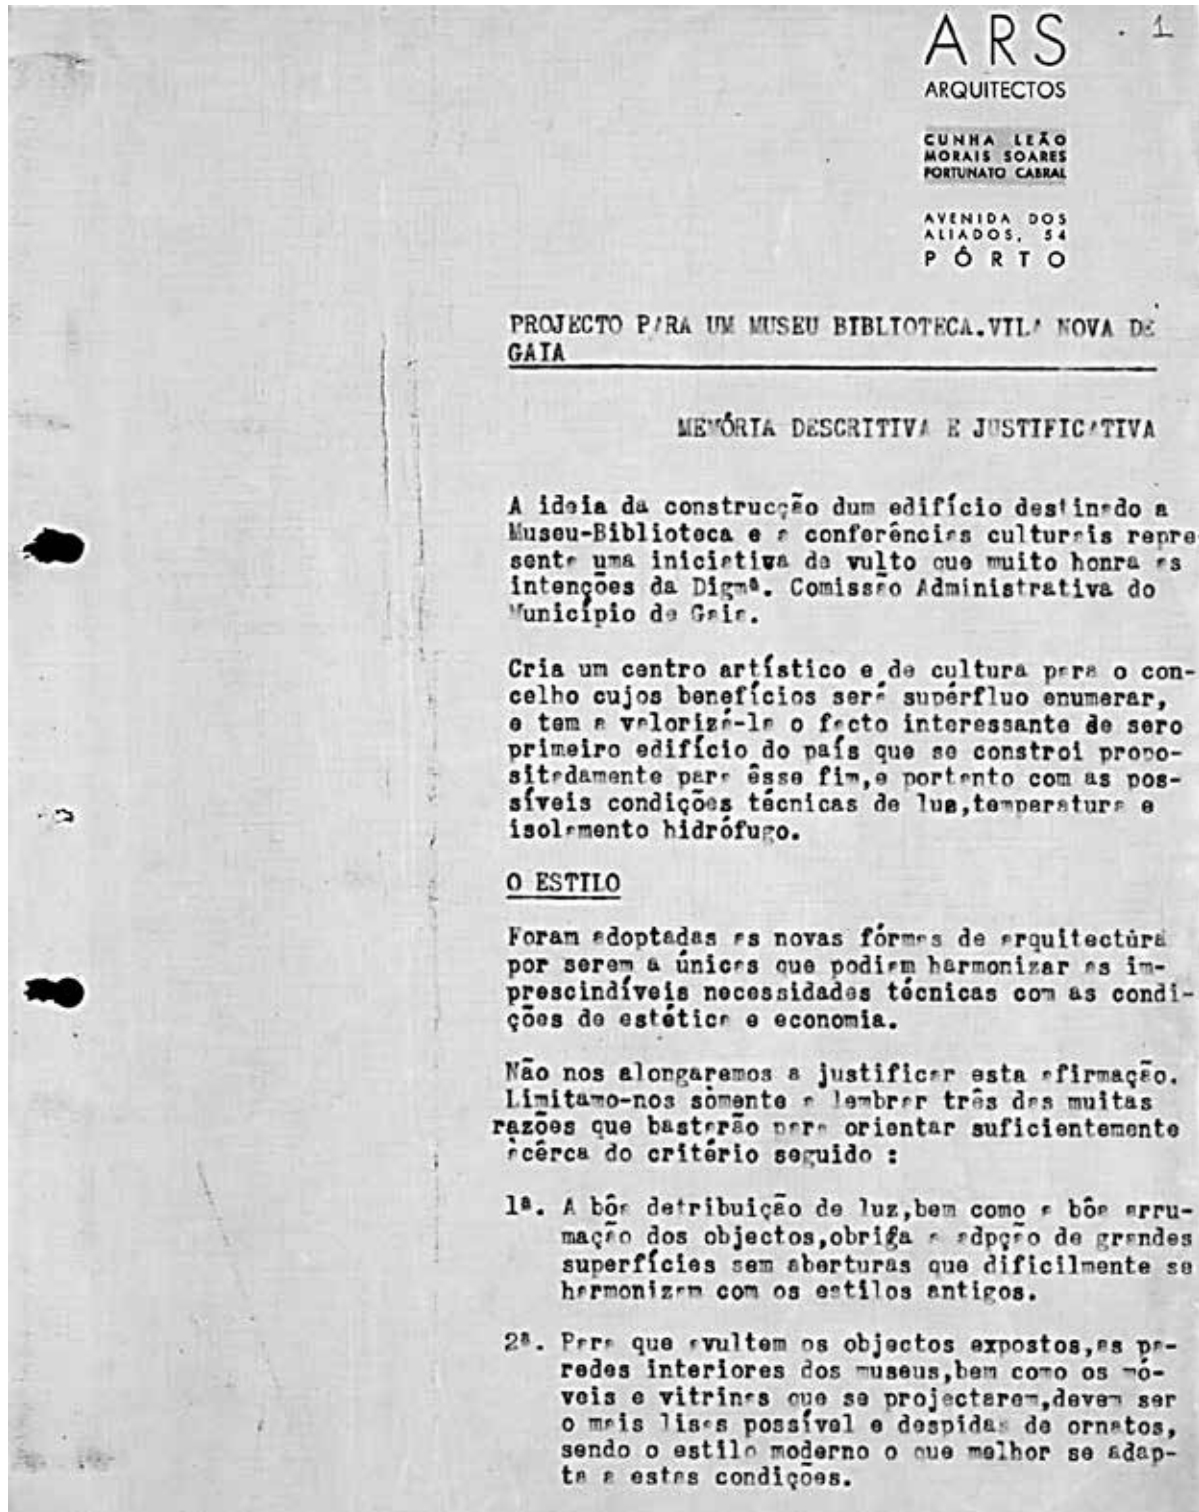 ARS
1
ARQUITECTOS
CUNHA LEÃO
MORAIS SOARES
FORTUNATO CABRAL
AVENIDA DOS
ALIADOS, 54
PÔRTO
PROJECTO PARA UM MUSEU BIBLIOTECA.VILA NOVA DE
GAIA
MEMÓRIA DESCRITIVA E JUSTIFICATIVA
A ideia da construcção dum edifício destinado a
Museu-Biblioteca e a conferências culturais repre
senta uma iniciativa de vulto que muito honra as
intenções da Digmª. Comissão Administrativa do
Município de Gaia.
Cria um centro artístico e de cultura para o con-
celho cujos benefícios será supérfluo enumerar,
e tem a valorizá-la o facto interessante de sero
primeiro edifício do país que se constroi propo-
sitadamente para êsse fim,e portanto com as pos-
síveis condições técnicas de luz,temperatura e
isolamento hidrófugo.
O ESTILO
Foram adoptadas as novas fórmas de arquitectúra
por serem a únicas que podiam harmonizar as im-
prescindíveis necessidades técnicas com as condi-
ções de estética e economia.
Não nos alongaremos a justificar esta afirmação.
Limitamo-nos sòmente a lembrar três das muitas
razões que bastarão para orientar suficientemente
àcêrca do critério seguido :
1ª. A bôa detribuição de luz,bem como a bôa arru-
mação dos objectos,obriga a adpção de grandes
superfícies sem aberturas que dificilmente se
harmonizam com os estilos antigos.
2ª. Para que avultem os objectos expostos,as pa-
redes interiores dos museus,bem como os mó-
veis e vitrinas que se projectarem,devem ser
o mais lisas possível e despidas de ornatos,
sendo o estilo moderno o que melhor se adap-
ta a estas condições.